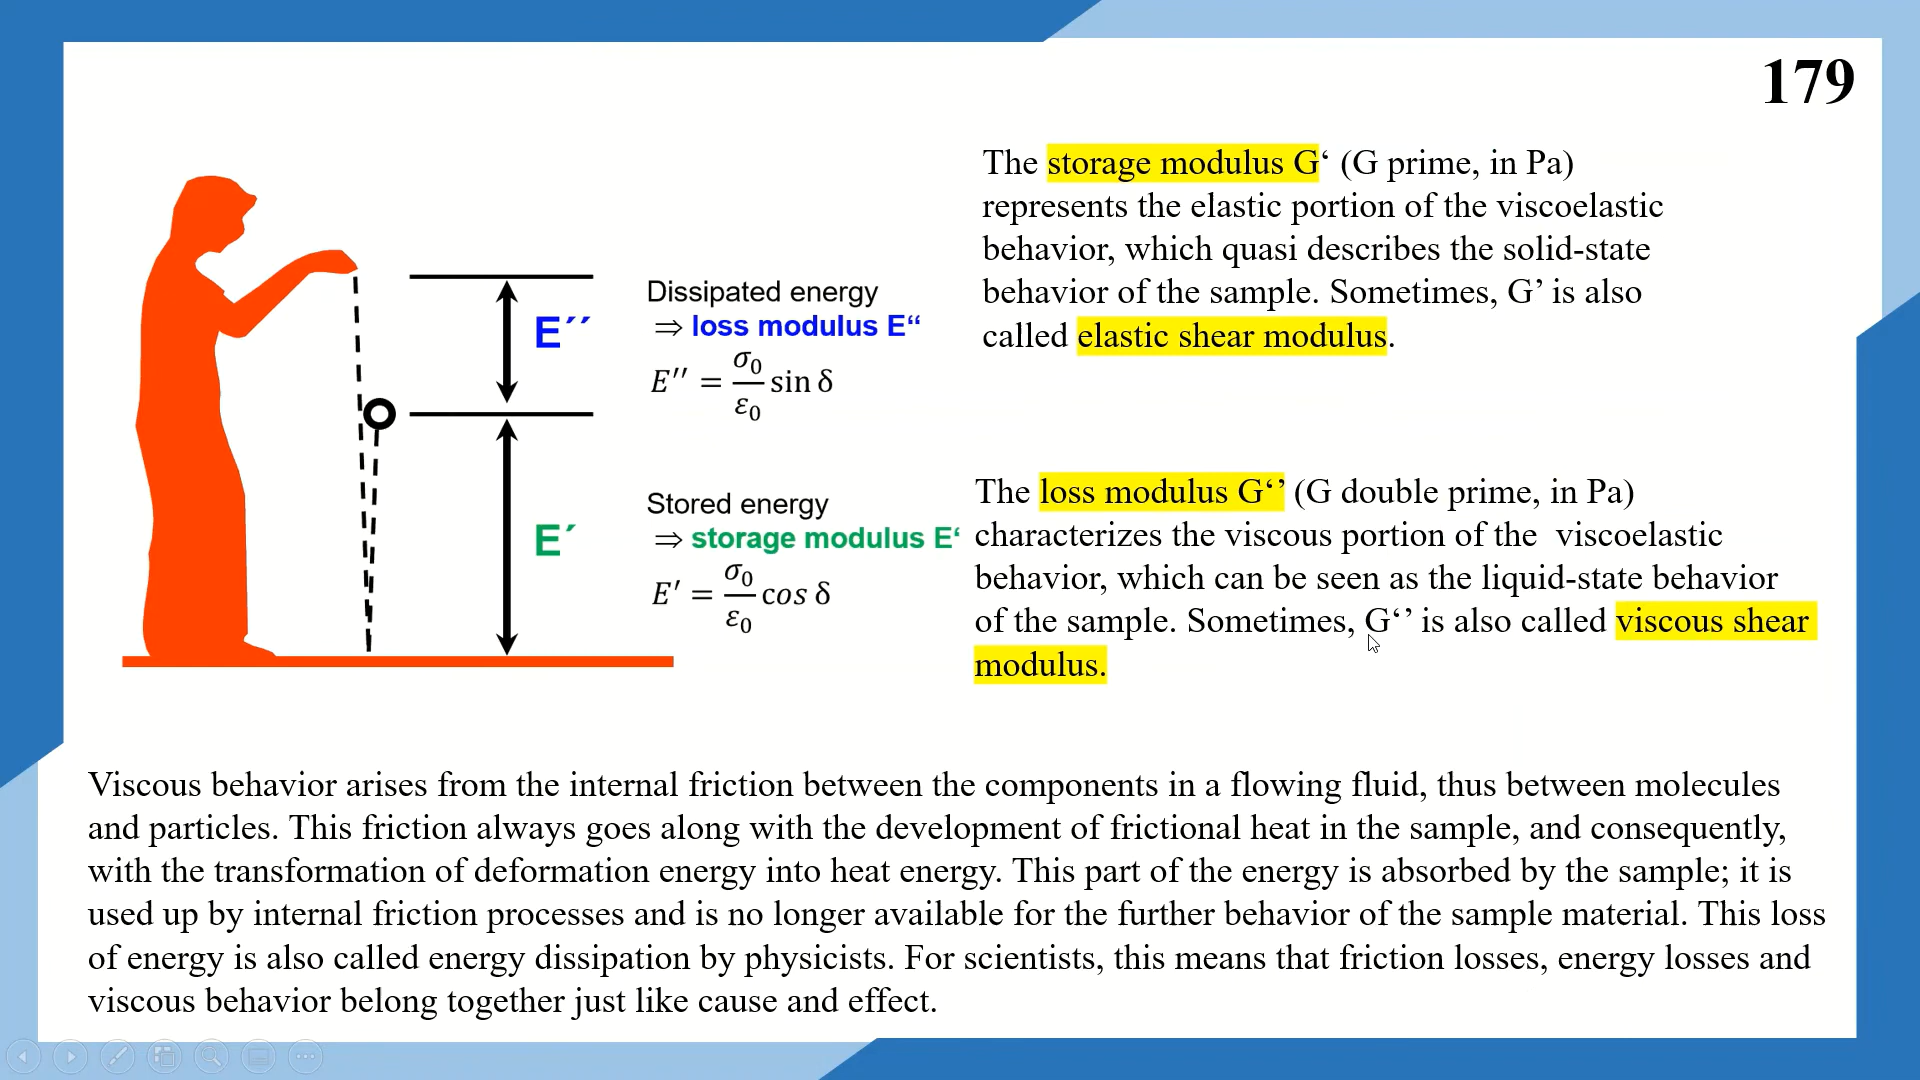 179
The storage modulus G‘ (G prime, in Pa)
represents the elastic portion of the viscoelastic
behavior, which quasi describes the solid-state
behavior of the sample. Sometimes, G’ is also
called elastic shear modulus.
E´´
Dissipated energy
⇒ loss modulus E“
E′′ = σ0/ε0 sin δ
E´
Stored energy
⇒ storage modulus E‘
E′ = σ0/ε0 cos δ
The loss modulus G‘’ (G double prime, in Pa)
characterizes the viscous portion of the  viscoelastic
behavior, which can be seen as the liquid-state behavior
of the sample. Sometimes, G‘’ is also called viscous shear
modulus.
Viscous behavior arises from the internal friction between the components in a flowing fluid, thus between molecules
and particles. This friction always goes along with the development of frictional heat in the sample, and consequently,
with the transformation of deformation energy into heat energy. This part of the energy is absorbed by the sample; it is
used up by internal friction processes and is no longer available for the further behavior of the sample material. This loss
of energy is also called energy dissipation by physicists. For scientists, this means that friction losses, energy losses and
viscous behavior belong together just like cause and effect.